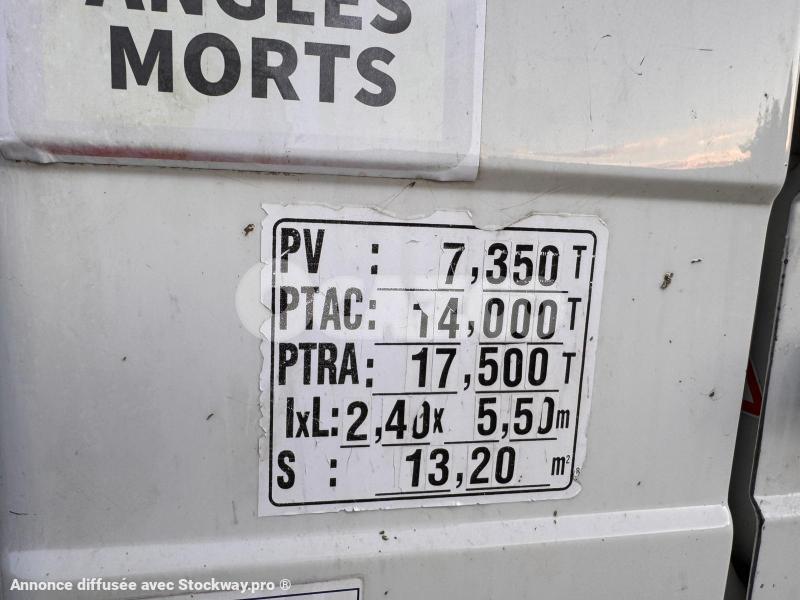 ANGLES
MORTS
PV : 7,350 T
PTAC: 14,000 T
PTRA: 17,500 T
lxL: 2,40x 5,50m
S : 13,20 m²
Annonce diffusée avec Stockway.pro ®